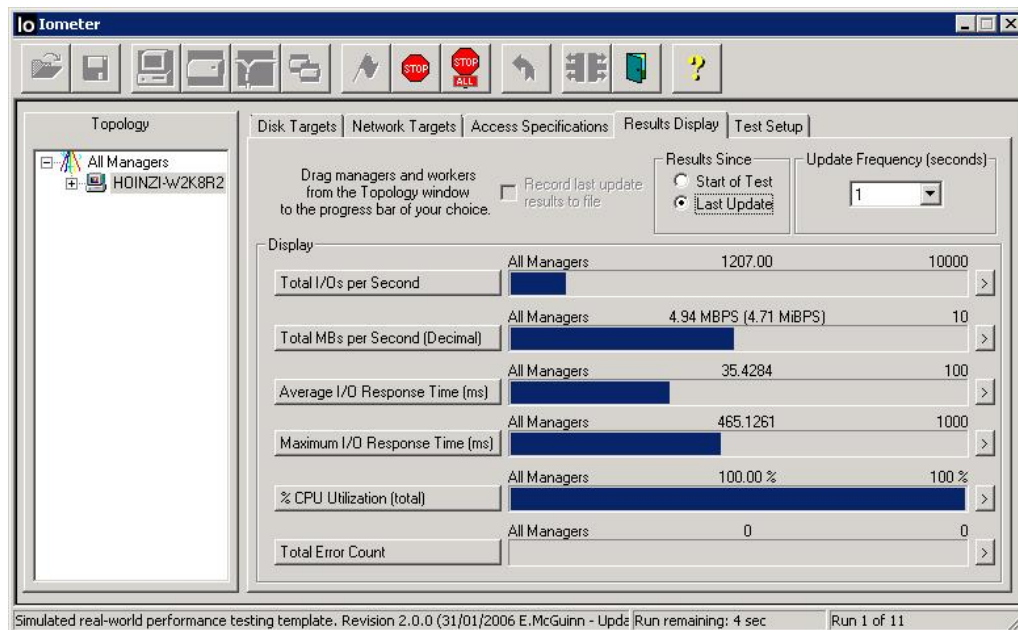 Io Iometer
STOP
STOP
ALL
?
Topology
All Managers
HOINZI-W2K8R2
Disk Targets
Network Targets
Access Specifications
Results Display
Test Setup
Drag managers and workers
from the Topology window
to the progress bar of your choice.
Record last update
results to file
Results Since
Start of Test
Last Update
Update Frequency (seconds)
1
Display
All Managers 1207.00 10000
Total I/Os per Second >
All Managers 4.94 MBPS (4.71 MiBPS) 10
Total MBs per Second (Decimal) >
All Managers 35.4284 100
Average I/O Response Time (ms) >
All Managers 465.1261 1000
Maximum I/O Response Time (ms) >
All Managers 100.00 % 100 %
% CPU Utilization (total) >
All Managers 0 0
Total Error Count >
Simulated real-world performance testing template. Revision 2.0.0 (31/01/2006 E.McGuinn - Upda
Run remaining: 4 sec
Run 1 of 11